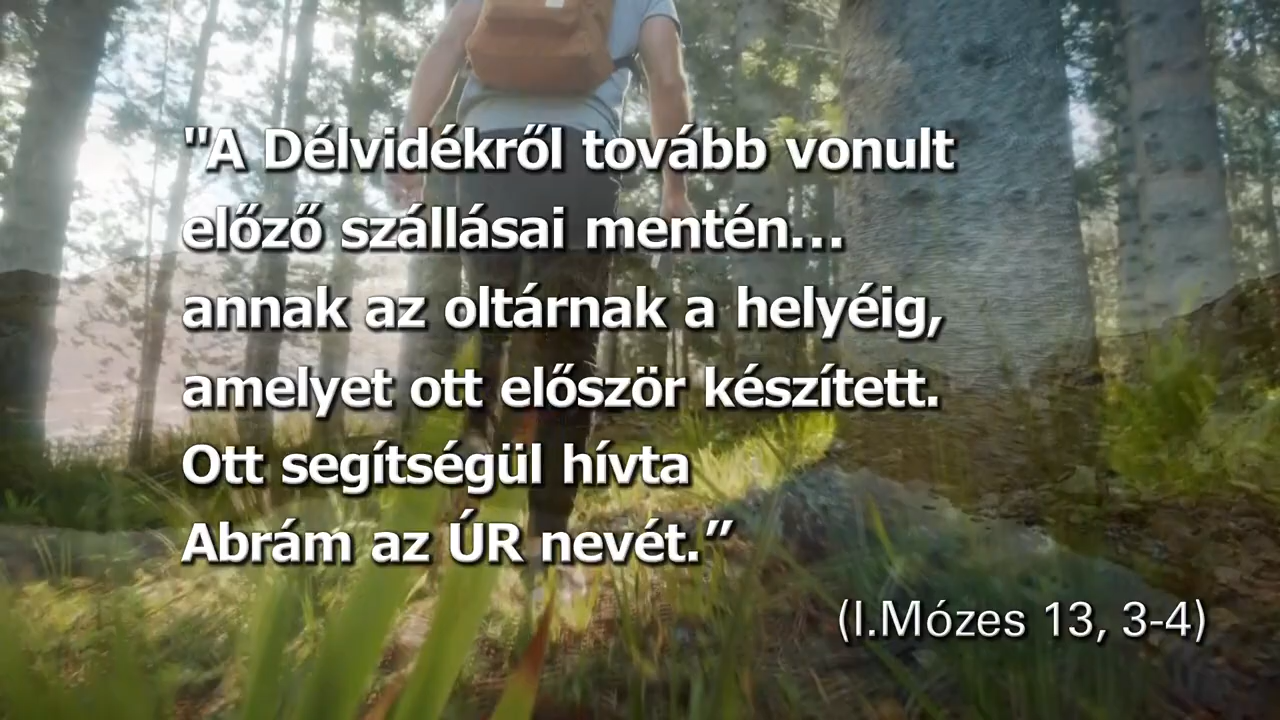 "A Délvidékről tovább vonult
előző szállásai mentén...
annak az oltárnak a helyéig,
amelyet ott először készített.
Ott segítségül hívta
Abrám az ÚR nevét.”
(I.Mózes 13, 3-4)